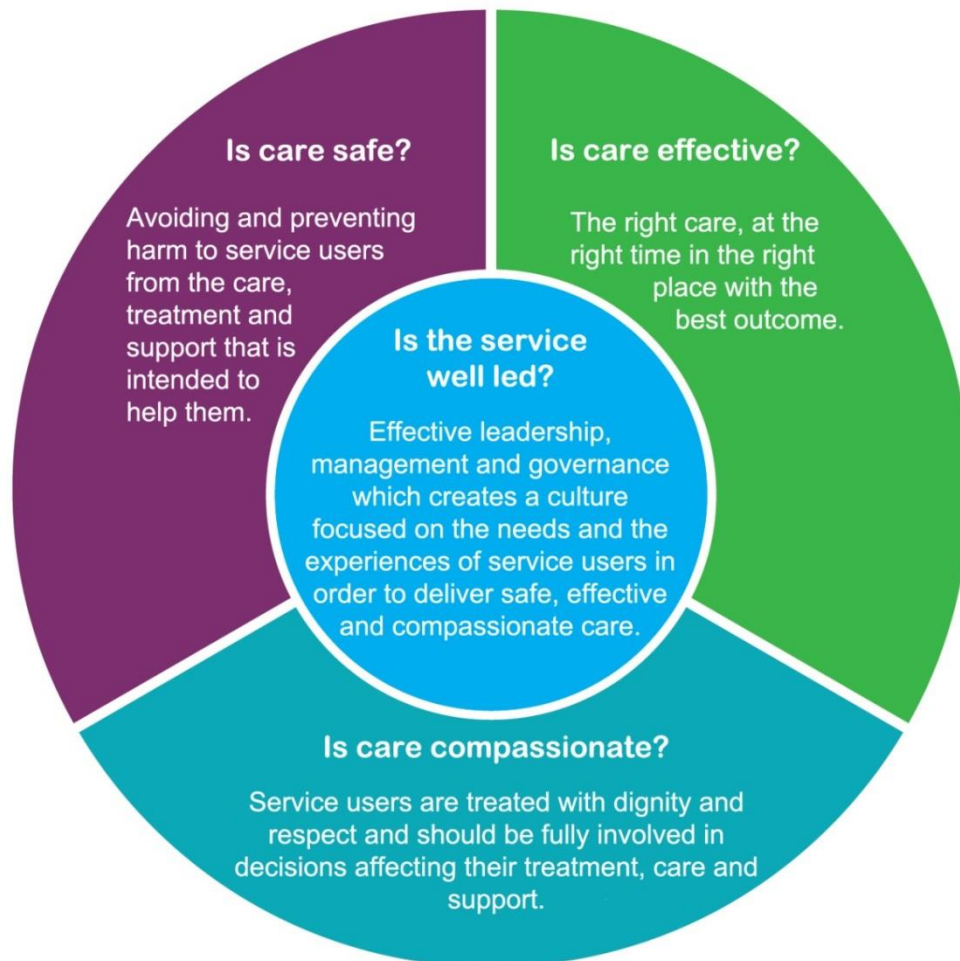 Is care safe?
Avoiding and preventing
harm to service users
from the care,
treatment and
support that is
intended to
help them.
Is care effective?
The right care, at the
right time in the right
place with the
best outcome.
Is the service
well led?
Effective leadership,
management and governance
which creates a culture
focused on the needs and the
experiences of service users in
order to deliver safe, effective
and compassionate care.
Is care compassionate?
Service users are treated with dignity and
respect and should be fully involved in
decisions affecting their treatment, care and
support.